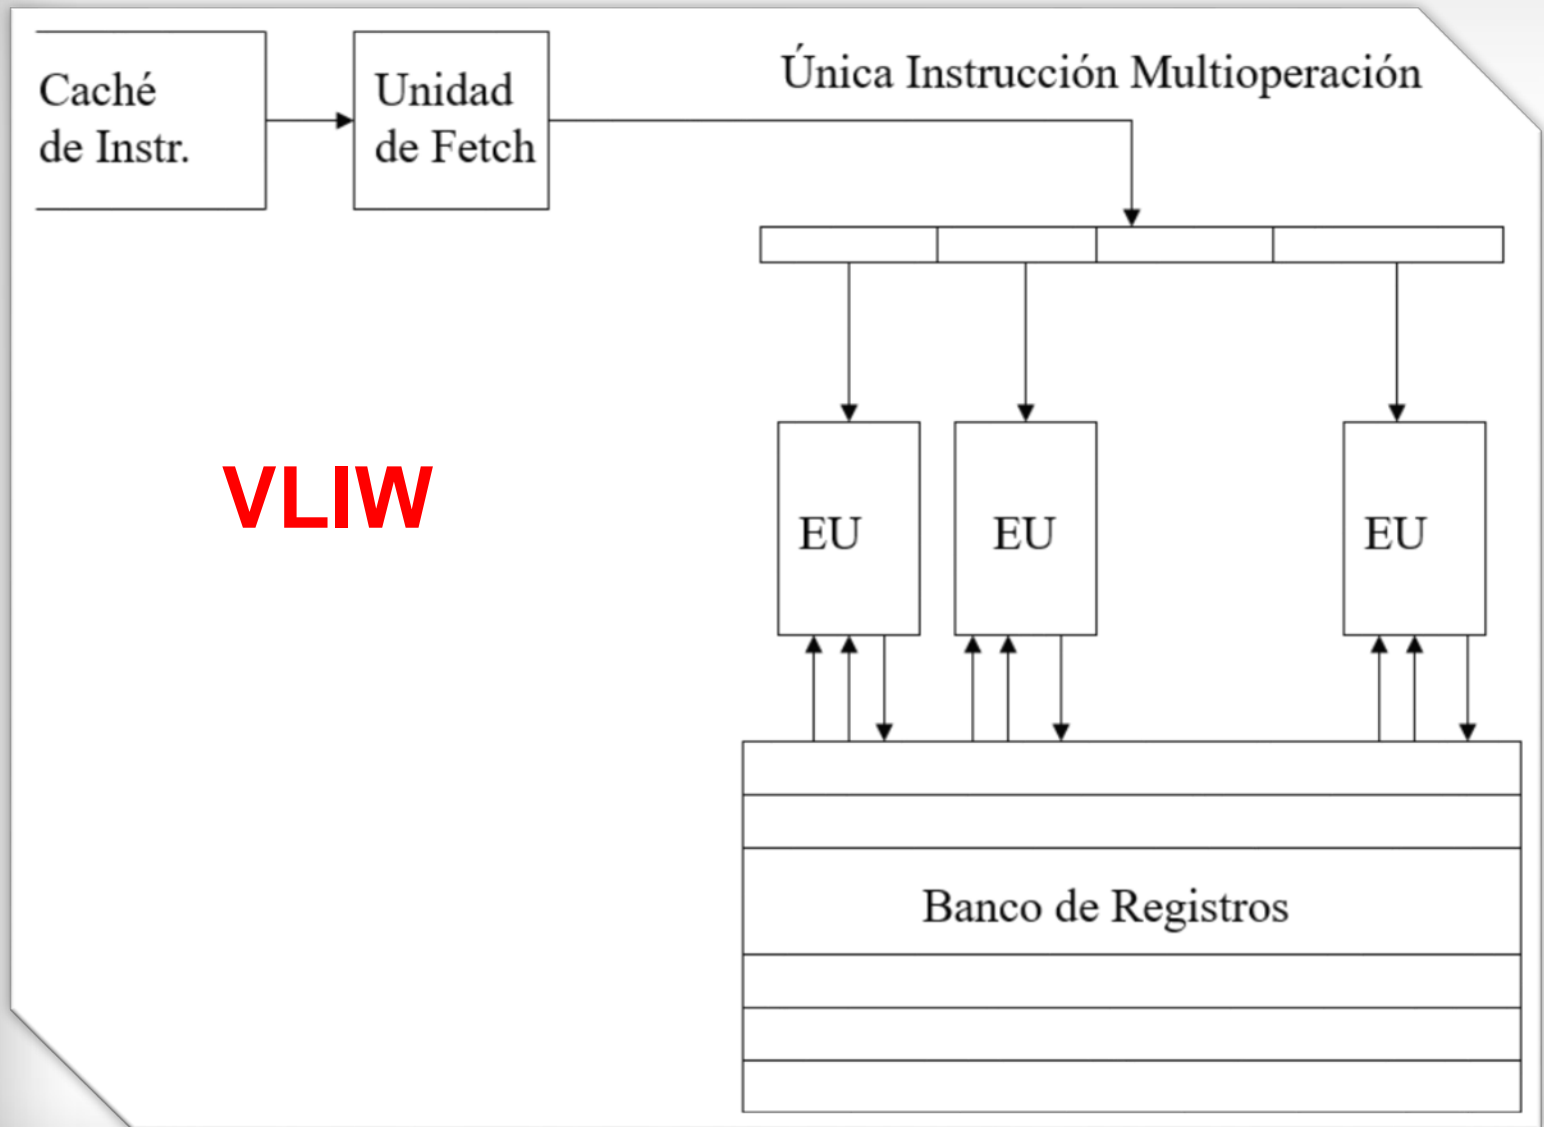 Caché
de Instr.
Unidad
de Fetch
Única Instrucción Multioperación
VLIW
EU
EU
EU
Banco de Registros